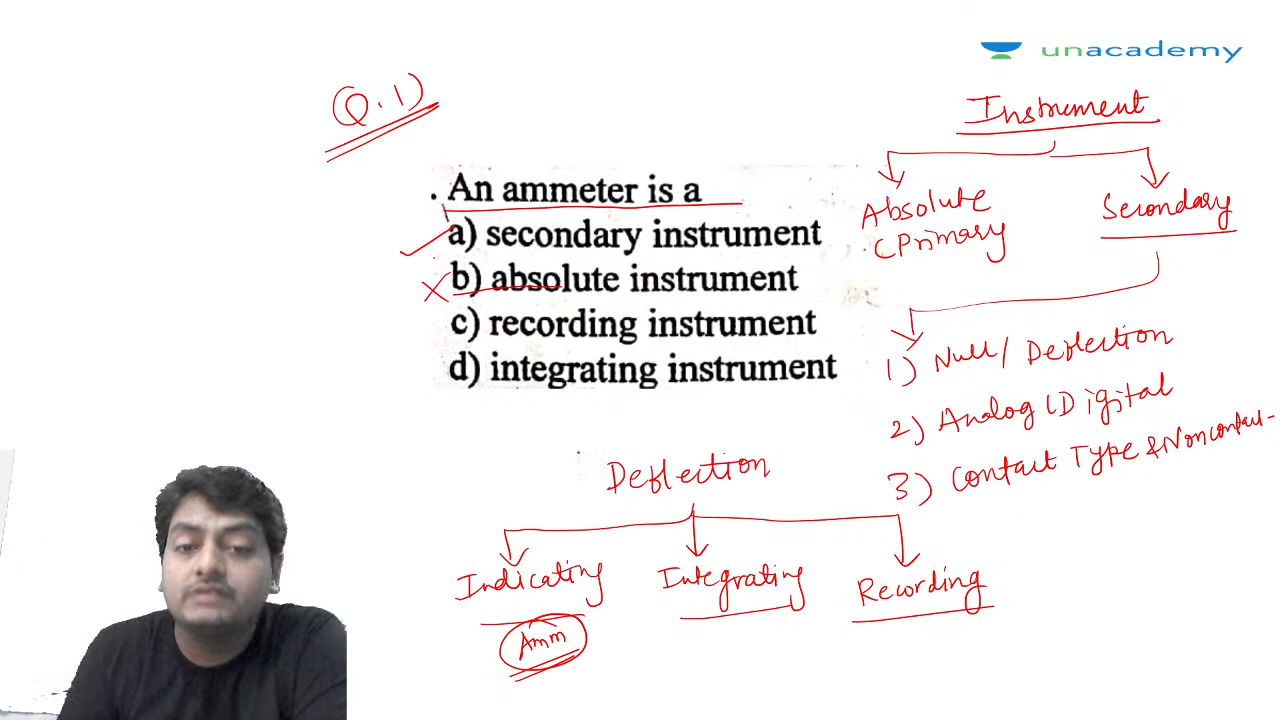 unacademy
Q.1)
. An ammeter is a
a) secondary instrument
b) absolute instrument
c) recording instrument
d) integrating instrument
Instrument
Absolute
(Primary
Secondary
1) Null / Deflection
2) Analog (Digital
3) Contact Type & Noncontact-
Deflection
Indicating
Integrating
Recording
Amm